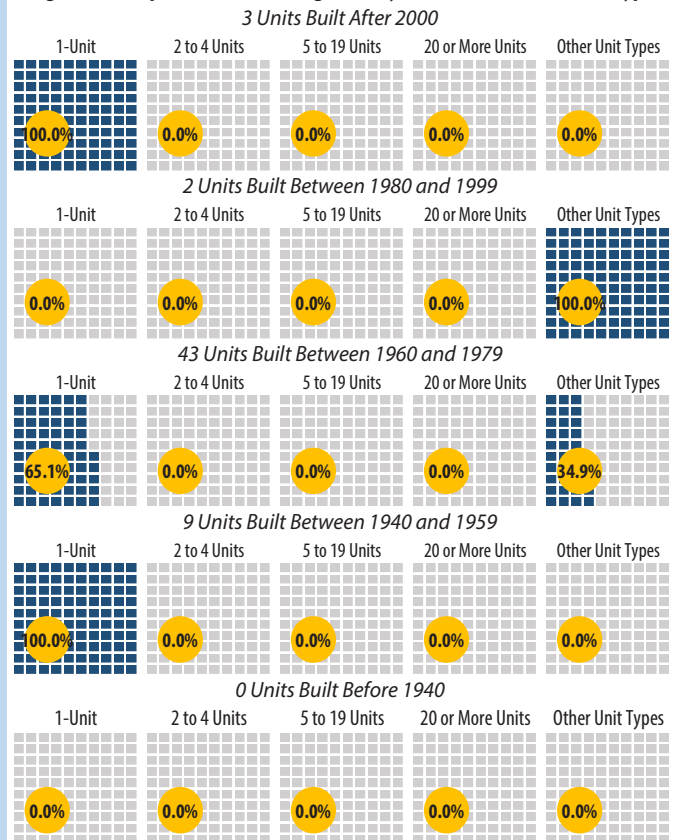 3 Units Built After 2000
1-Unit 2 to 4 Units 5 to 19 Units 20 or More Units Other Unit Types
100.0% 0.0% 0.0% 0.0% 0.0%
2 Units Built Between 1980 and 1999
1-Unit 2 to 4 Units 5 to 19 Units 20 or More Units Other Unit Types
0.0% 0.0% 0.0% 0.0% 100.0%
43 Units Built Between 1960 and 1979
1-Unit 2 to 4 Units 5 to 19 Units 20 or More Units Other Unit Types
65.1% 0.0% 0.0% 0.0% 34.9%
9 Units Built Between 1940 and 1959
1-Unit 2 to 4 Units 5 to 19 Units 20 or More Units Other Unit Types
100.0% 0.0% 0.0% 0.0% 0.0%
0 Units Built Before 1940
1-Unit 2 to 4 Units 5 to 19 Units 20 or More Units Other Unit Types
0.0% 0.0% 0.0% 0.0% 0.0%